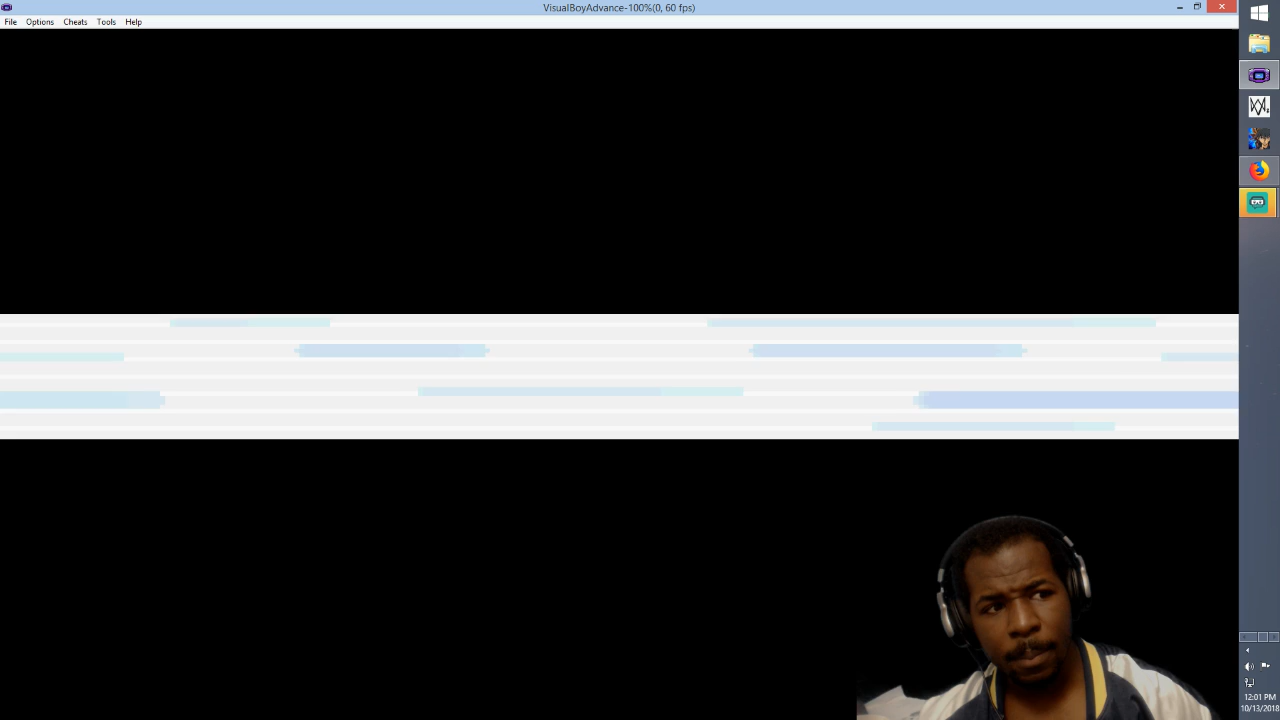 VisualBoyAdvance-100%(0, 60 fps)
File Options Cheats Tools Help
12:01 PM
10/13/2018